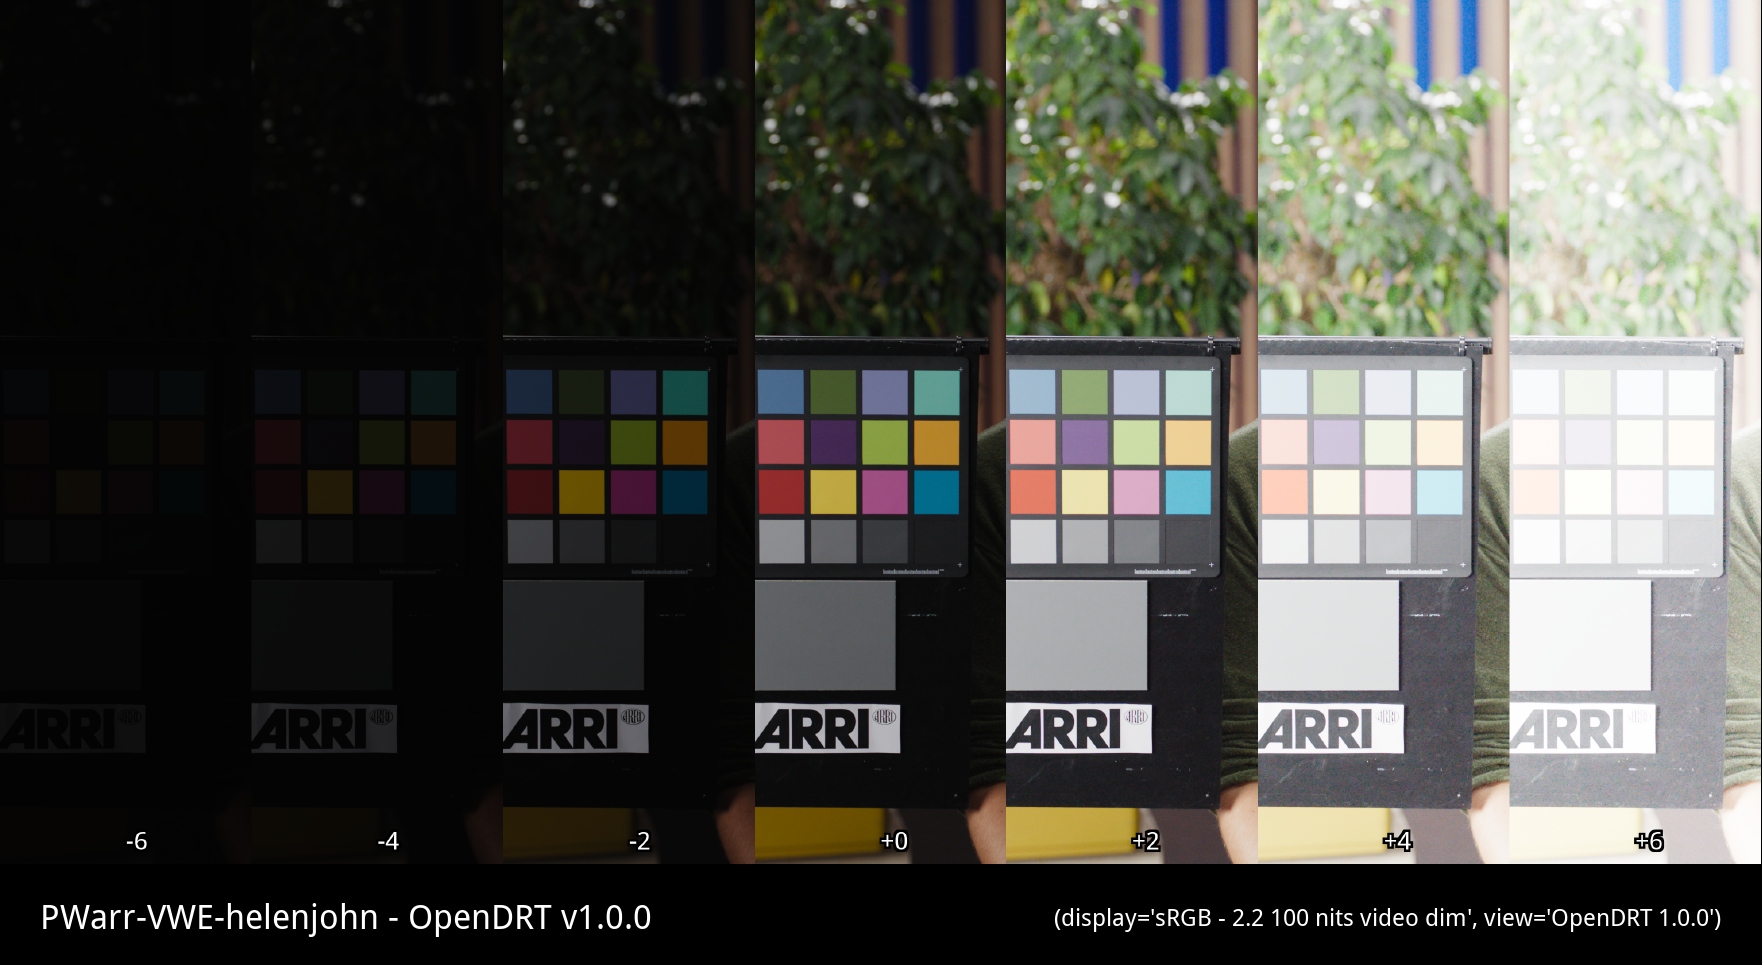 ARRI ARRI ARRI ARRI ARRI ARRI ARRI
-6 -4 -2 +0 +2 +4 +6
PWarr-VWE-helenjohn - OpenDRT v1.0.0
(display='sRGB - 2.2 100 nits video dim', view='OpenDRT 1.0.0')